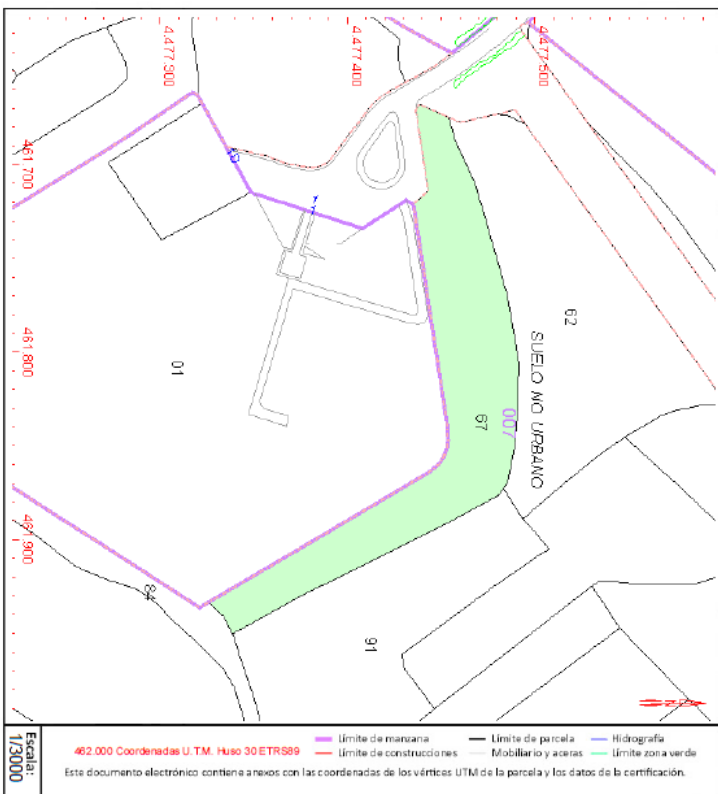 4.477.300
4.477.400
4.477.500
461.700
461.800
461.900
62
SUELO NO URBANO
007
67
01
84
91
Escala:
1/3000
462.000 Coordenadas U.T.M. Huso 30 ETRS89
Límite de manzana
Límite de parcela
Hidrografía
Límite de construcciones
Mobiliario y aceras
Límite zona verde
Este documento electrónico contiene anexos con las coordenadas de los vértices UTM de la parcela y los datos de la certificación.